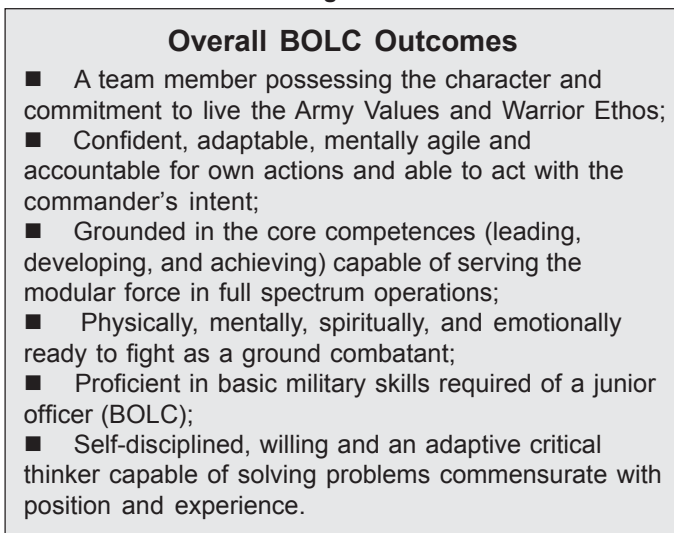 Overall BOLC Outcomes
■ A team member possessing the character and
commitment to live the Army Values and Warrior Ethos;
■ Confident, adaptable, mentally agile and
accountable for own actions and able to act with the
commander's intent;
■ Grounded in the core competences (leading,
developing, and achieving) capable of serving the
modular force in full spectrum operations;
■ Physically, mentally, spiritually, and emotionally
ready to fight as a ground combatant;
■ Proficient in basic military skills required of a junior
officer (BOLC);
■ Self-disciplined, willing and an adaptive critical
thinker capable of solving problems commensurate with
position and experience.